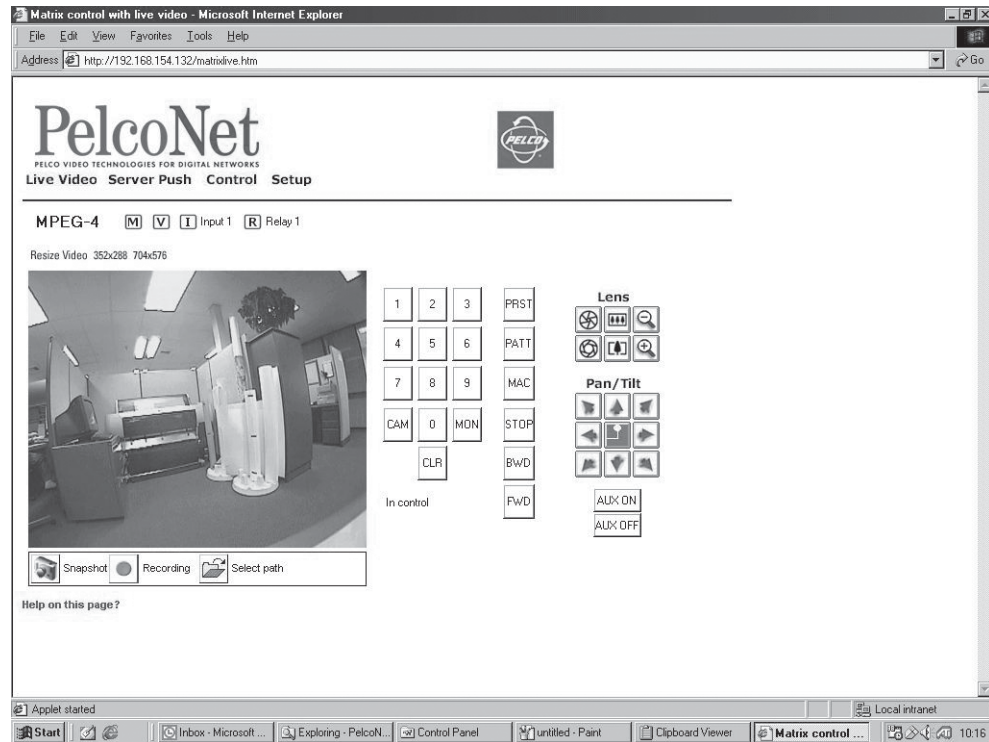 Matrix control with live video - Microsoft Internet Explorer
File Edit View Favorites Tools Help
Address http://192.168.154.132/matrixlive.htm Go
PelcoNet
PELCO VIDEO TECHNOLOGIES FOR DIGITAL NETWORKS
PELCO
Live Video Server Push Control Setup
MPEG-4 M V I Input 1 R Relay 1
Resize Video 352x288 704x576
1 2 3 PRST
Lens
4 5 6 PATT
7 8 9 MAC
Pan/Tilt
CAM 0 MON STOP
CLR BWD
In control FWD
AUX ON
AUX OFF
Snapshot Recording Select path
Help on this page?
Applet started Local intranet
Start Inbox - Microsoft ... Exploring - PelcoN... Control Panel untitled - Paint Clipboard Viewer Matrix control ... 10:16